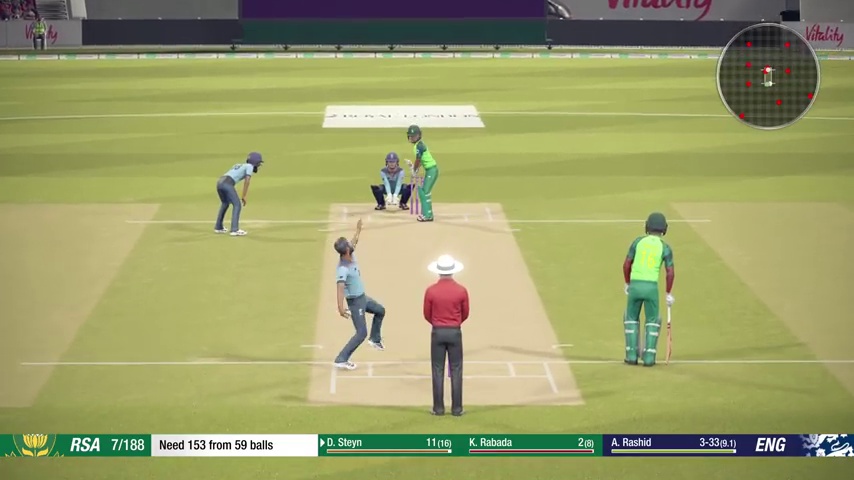 Vitality
Vitality
RSA 7/188 Need 153 from 59 balls D. Steyn 11 (16) K. Rabada 2 (8) A. Rashid 3-33 (9.1) ENG